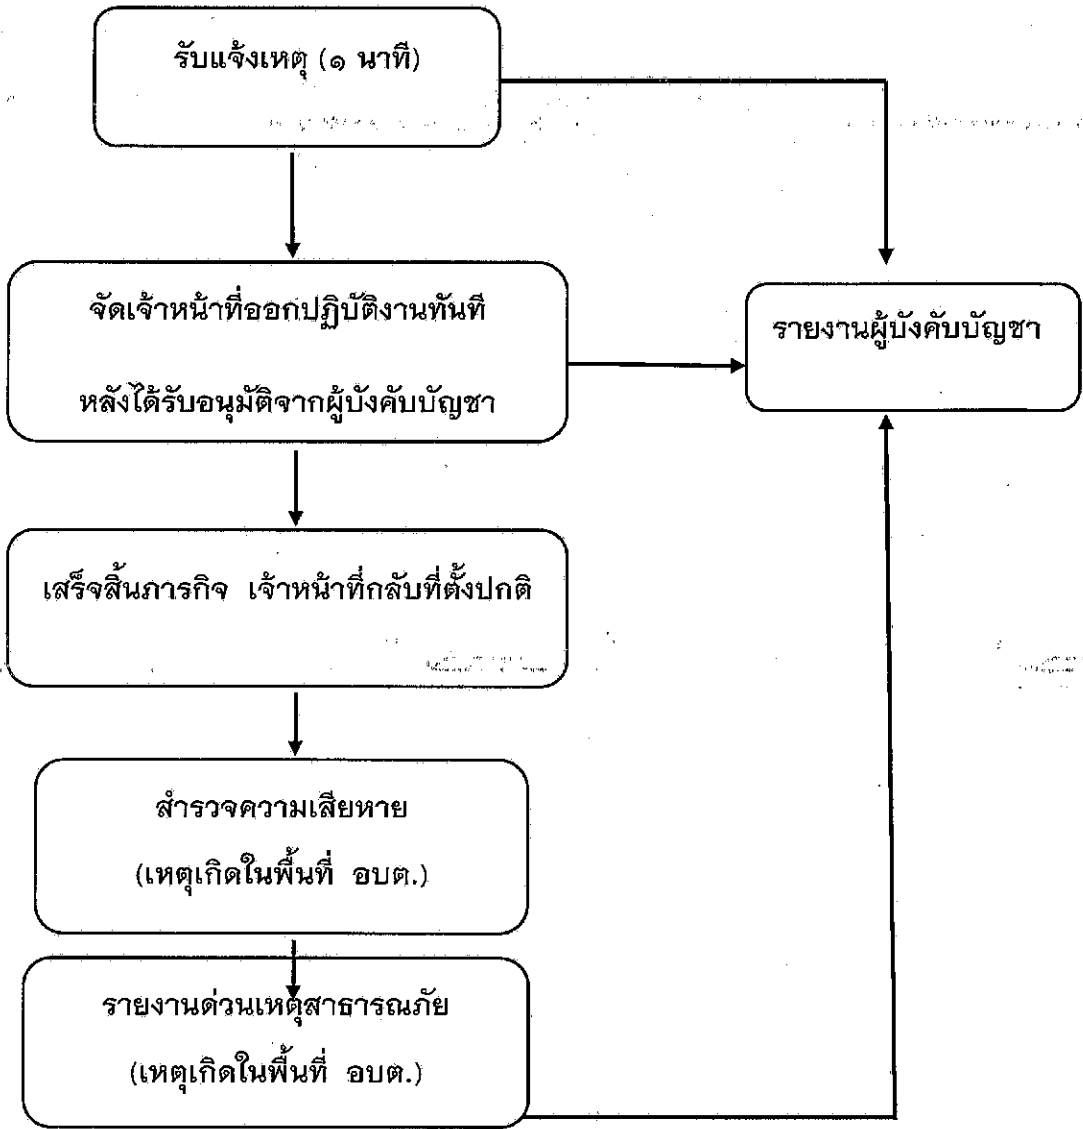 รับแจ้งเหตุ (๑ นาที)
จัดเจ้าหน้าที่ออกปฏิบัติงานทันที
หลังได้รับอนุมัติจากผู้บังคับบัญชา
รายงานผู้บังคับบัญชา
เสร็จสิ้นภารกิจ เจ้าหน้าที่กลับที่ตั้งปกติ
สำรวจความเสียหาย
(เหตุเกิดในพื้นที่ อบต.)
รายงานด่วนเหตุสาธารณภัย
(เหตุเกิดในพื้นที่ อบต.)